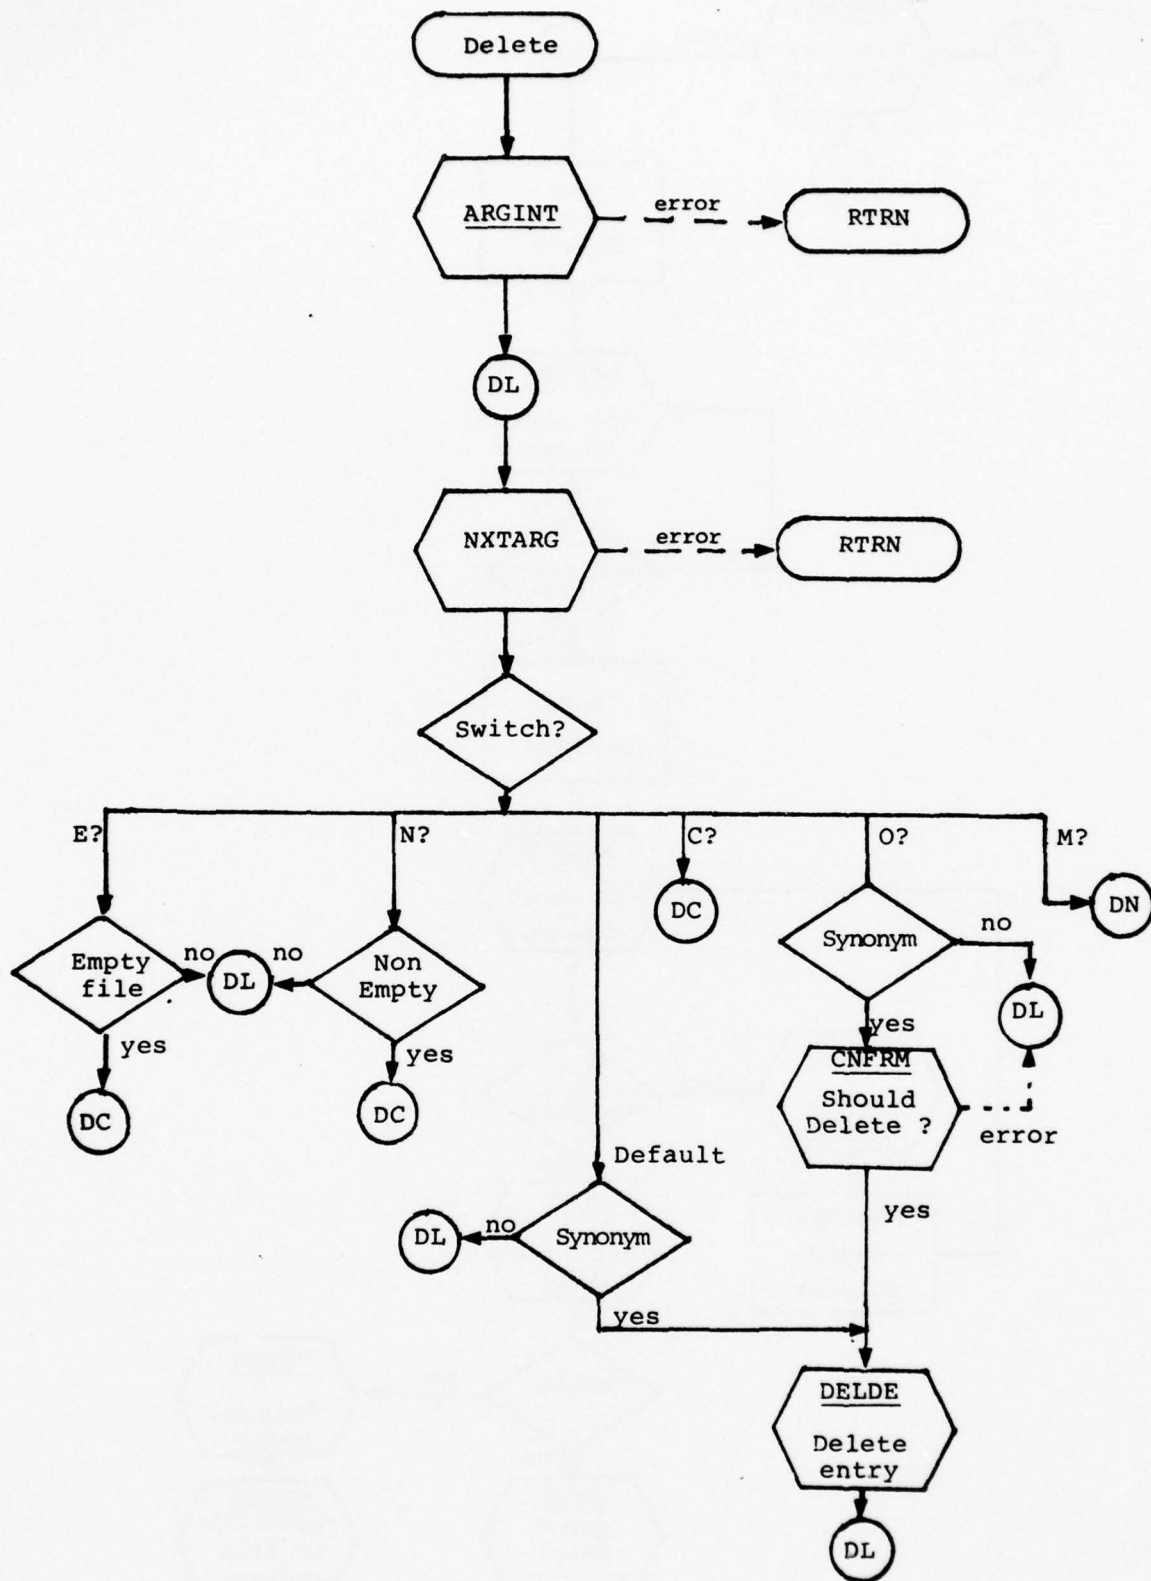 Delete
ARGINT
error
RTRN
DL
NXTARG
error
RTRN
Switch?
E?
N?
C?
O?
M?
DC
DN
Empty
file
no
DL
no
Non
Empty
Synonym
no
DL
yes
DC
yes
DC
yes
CNFRM
Should
Delete ?
error
Default
DL
no
Synonym
yes
yes
DELDE
Delete
entry
DL